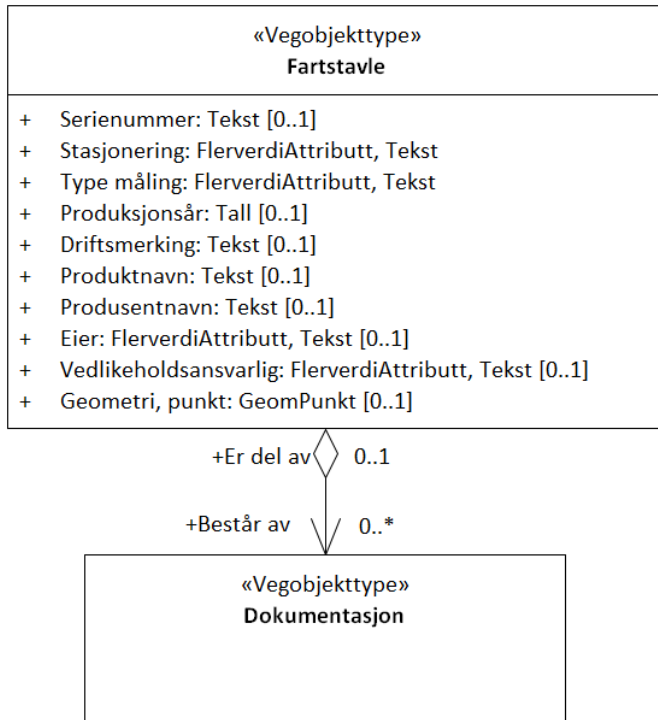 «Vegobjekttype»
Fartstavle
+ Serienummer: Tekst [0..1]
+ Stasjonering: FlerverdiAttributt, Tekst
+ Type måling: FlerverdiAttributt, Tekst
+ Produksjonsår: Tall [0..1]
+ Driftsmerking: Tekst [0..1]
+ Produktnavn: Tekst [0..1]
+ Produsentnavn: Tekst [0..1]
+ Eier: FlerverdiAttributt, Tekst [0..1]
+ Vedlikeholdsansvarlig: FlerverdiAttributt, Tekst [0..1]
+ Geometri, punkt: GeomPunkt [0..1]
+Er del av 0..1
+Består av 0..*
«Vegobjekttype»
Dokumentasjon